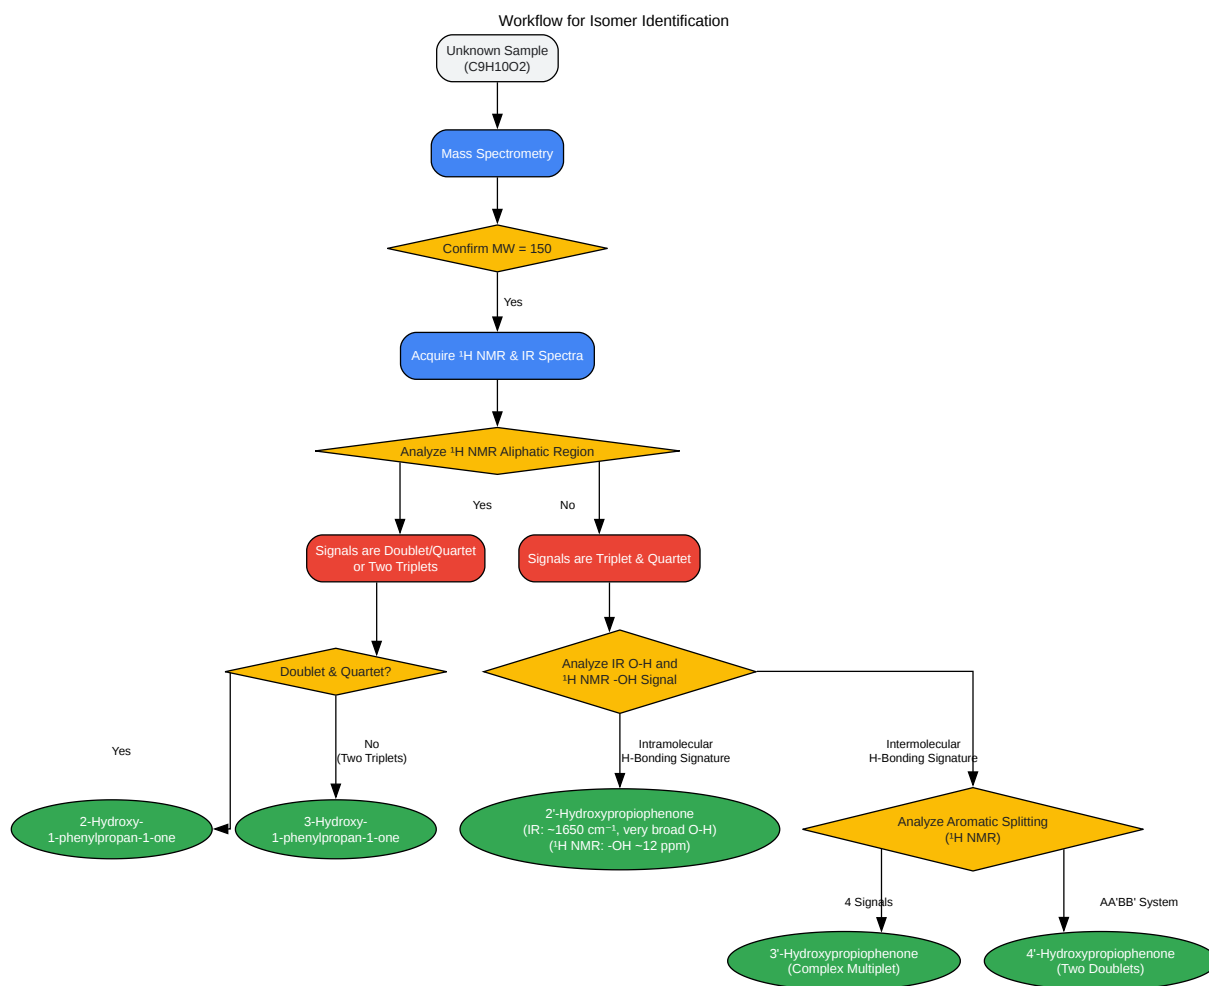 Workflow for Isomer Identification
Unknown Sample
(C9H10O2)
Mass Spectrometry
Confirm MW = 150
Yes
Acquire ¹H NMR & IR Spectra
Analyze ¹H NMR Aliphatic Region
Yes
No
Signals are Doublet/Quartet
or Two Triplets
Signals are Triplet & Quartet
Doublet & Quartet?
Analyze IR O-H and
¹H NMR -OH Signal
Yes
No
(Two Triplets)
Intramolecular
H-Bonding Signature
Intermolecular
H-Bonding Signature
2-Hydroxy-
1-phenylpropan-1-one
3-Hydroxy-
1-phenylpropan-1-one
2'-Hydroxypropiophenone
(IR: ~1650 cm⁻¹, very broad O-H)
(¹H NMR: -OH ~12 ppm)
Analyze Aromatic Splitting
(¹H NMR)
4 Signals
AA'BB' System
3'-Hydroxypropiophenone
(Complex Multiplet)
4'-Hydroxypropiophenone
(Two Doublets)